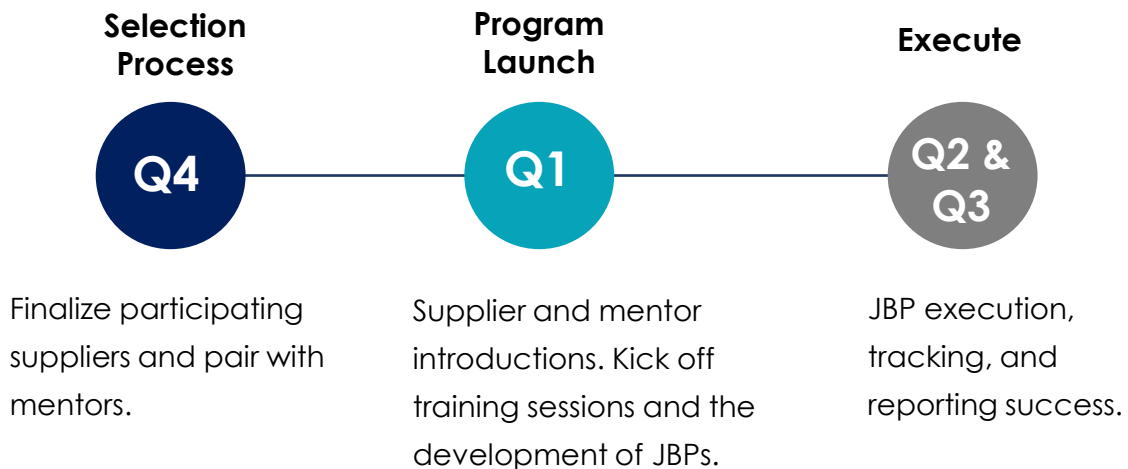 Selection
Process
Program
Launch
Execute
Q4
Q1
Q2 &
Q3
Finalize participating
suppliers and pair with
mentors.
Supplier and mentor
introductions. Kick off
training sessions and the
development of JBPs.
JBP execution,
tracking, and
reporting success.